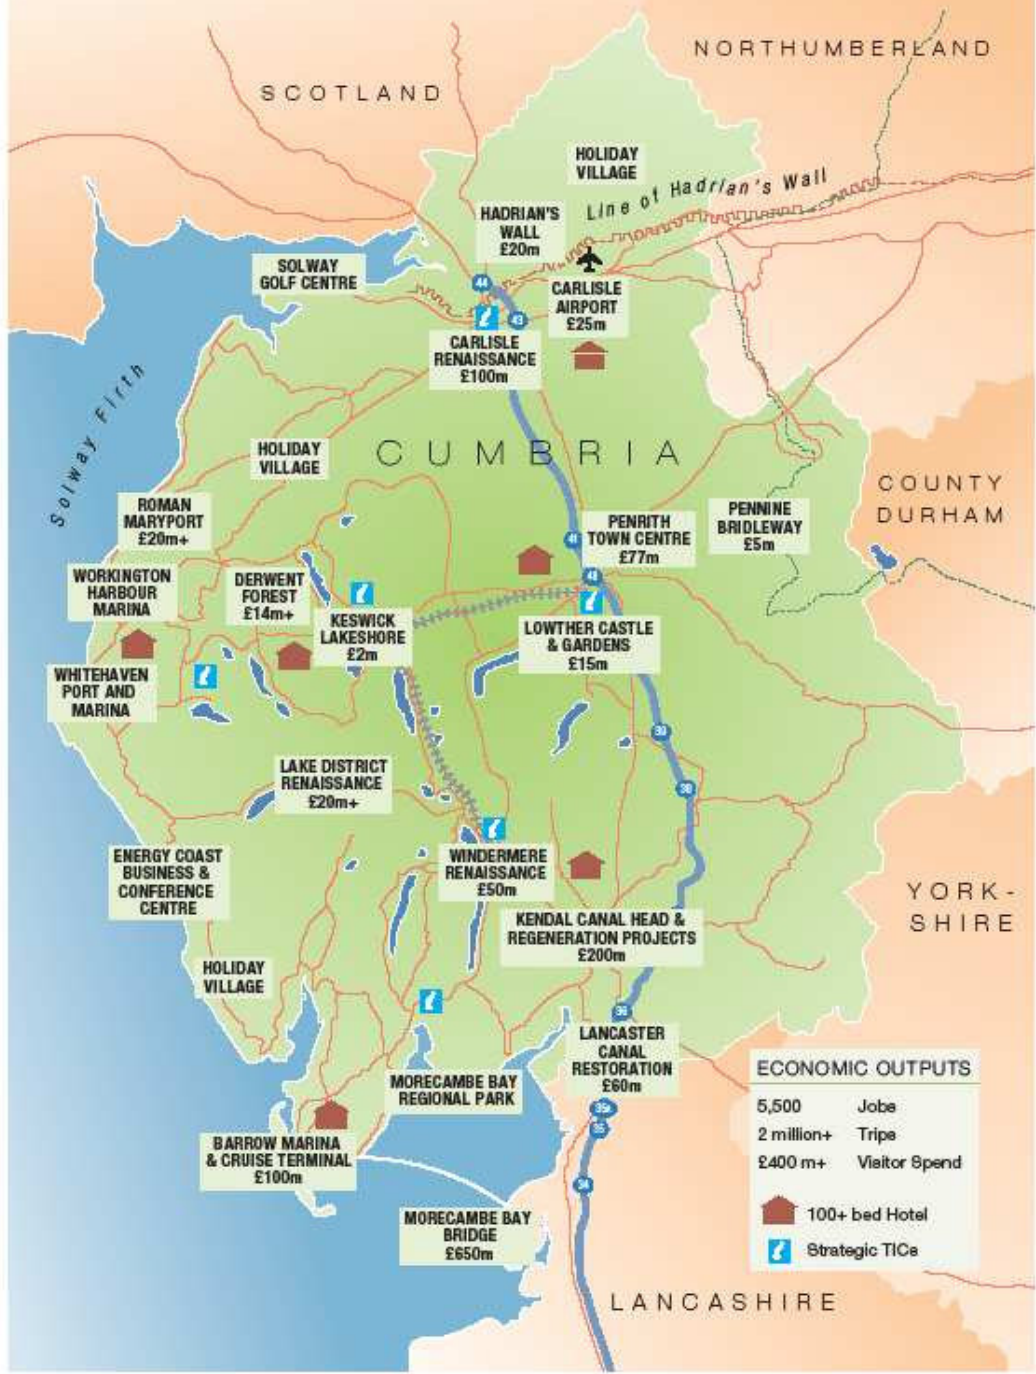 NORTHUMBERLAND
SCOTLAND
HOLIDAY
VILLAGE
Line of Hadrian's Wall
HADRIAN'S
WALL
£20m
SOLWAY
GOLF CENTRE
44
CARLISLE
AIRPORT
£25m
43
CARLISLE
RENAISSANCE
£100m
Solway Firth
CUMBRIA
HOLIDAY
VILLAGE
COUNTY
DURHAM
ROMAN
MARYPORT
£20m+
PENRITH
TOWN CENTRE
£77m
PENNINE
BRIDLEWAY
£5m
41
WORKINGTON
HARBOUR
MARINA
DERWENT
FOREST
£14m+
40
KESWICK
LAKESHORE
£2m
LOWTHER CASTLE
& GARDENS
£15m
WHITEHAVEN
PORT AND
MARINA
39
LAKE DISTRICT
RENAISSANCE
£20m+
38
ENERGY COAST
BUSINESS &
CONFERENCE
CENTRE
WINDERMERE
RENAISSANCE
£50m
YORK-
SHIRE
KENDAL CANAL HEAD &
REGENERATION PROJECTS
£200m
HOLIDAY
VILLAGE
36
LANCASTER
CANAL
RESTORATION
£60m
MORECAMBE BAY
REGIONAL PARK
35a
35
BARROW MARINA
& CRUISE TERMINAL
£100m
34
MORECAMBE BAY
BRIDGE
£650m
LANCASHIRE
ECONOMIC OUTPUTS
5,500 Jobs
2 million+ Trips
£400 m+ Visitor Spend
100+ bed Hotel
Strategic TICs